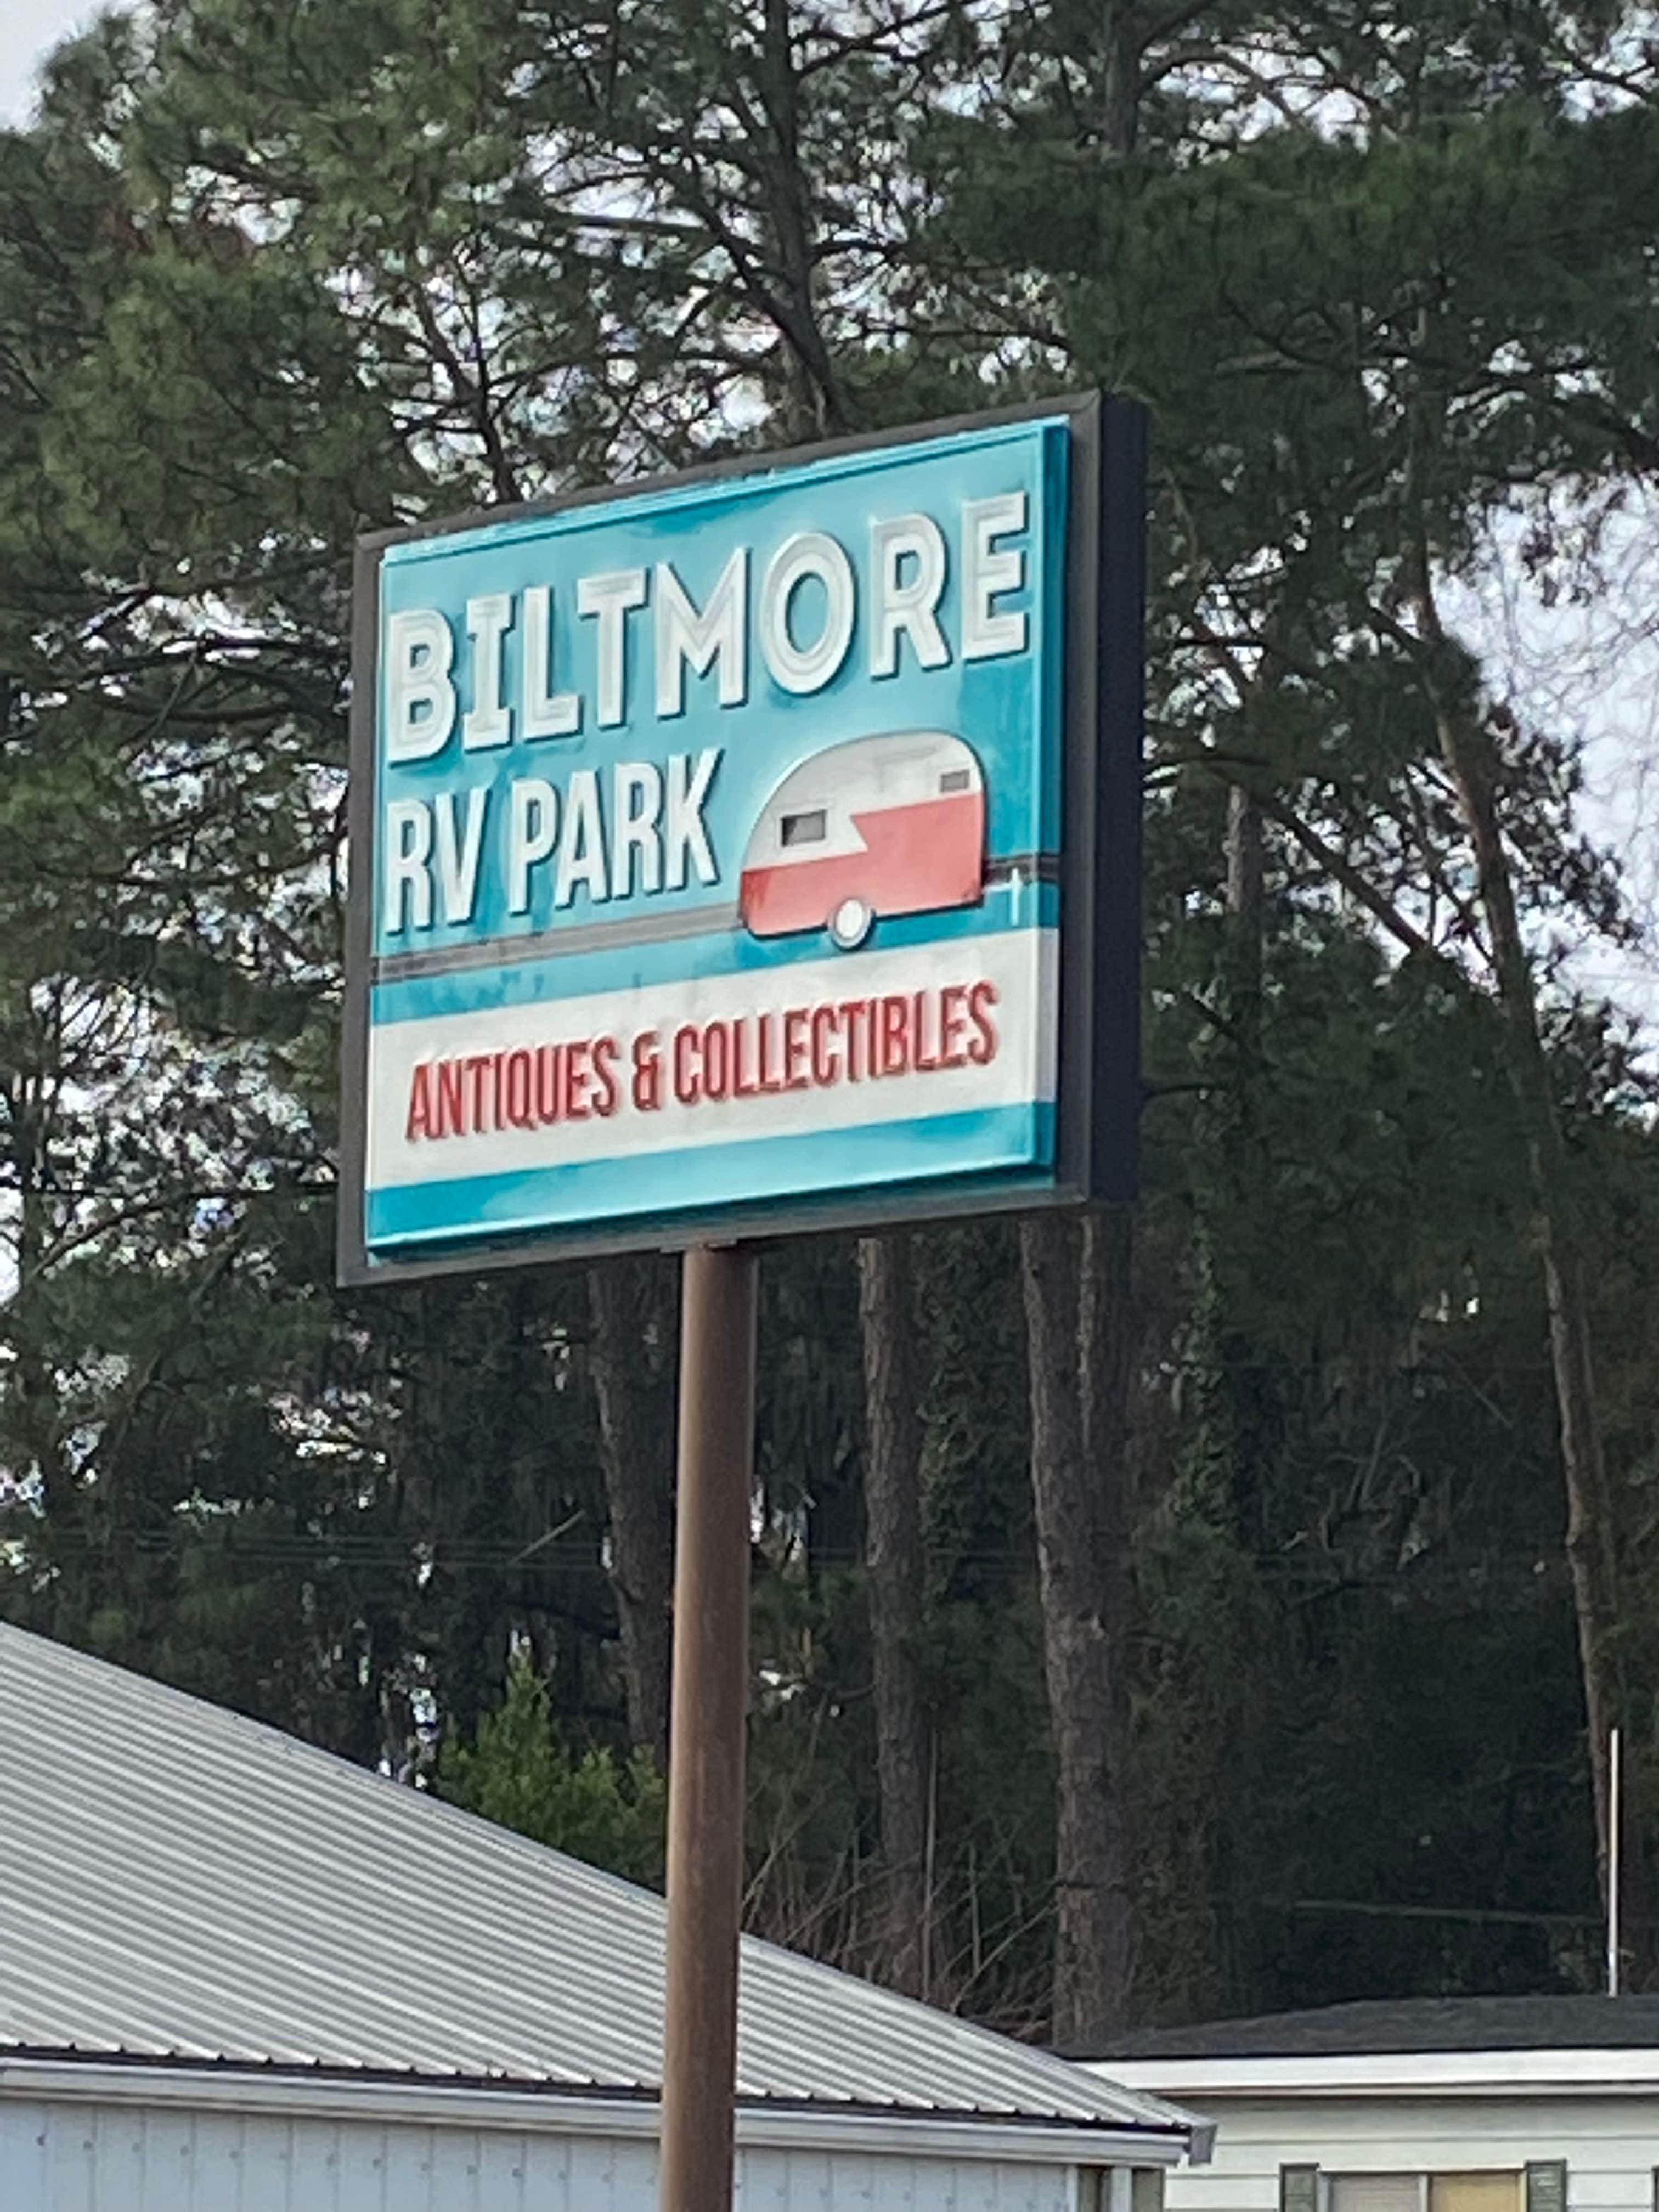 BILTMORE
RV PARK
ANTIQUES & COLLECTIBLES